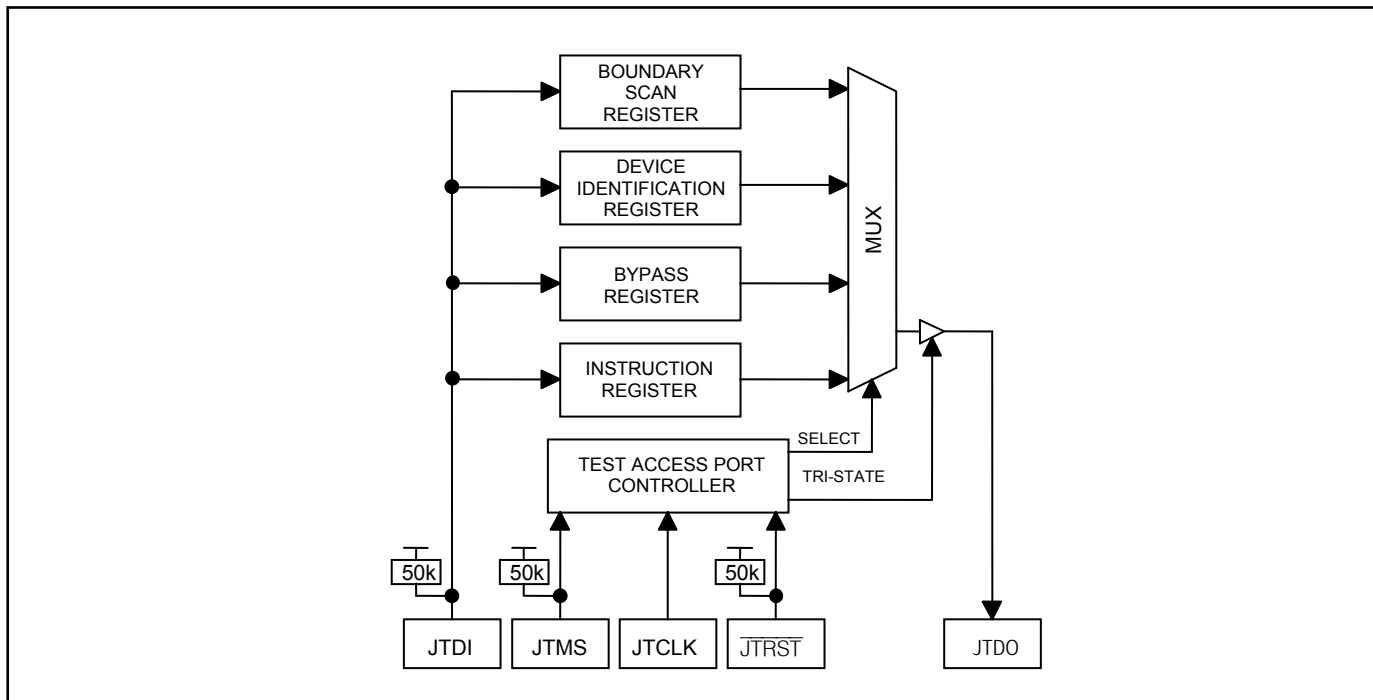 BOUNDARY
SCAN
REGISTER
DEVICE
IDENTIFICATION
REGISTER
BYPASS
REGISTER
INSTRUCTION
REGISTER
MUX
SELECT
TEST ACCESS PORT
CONTROLLER
TRI-STATE
50k
50k
50k
JTDI
JTMS
JTCLK
JTRST
JTDO